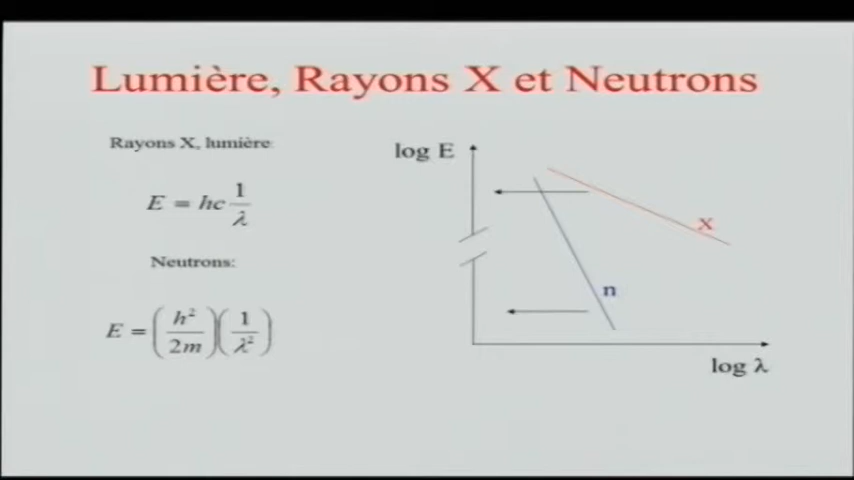 Lumière, Rayons X et Neutrons
Rayons X, lumière:
E = hc 1/λ
Neutrons:
E = (h²/2m)(1/λ²)
log E
X
n
log λ